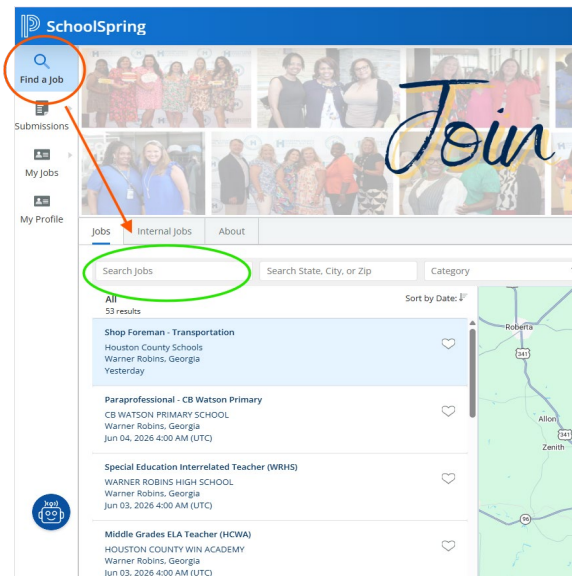 SchoolSpring
Find a Job
Submissions
My Jobs
My Profile
Join
Jobs
Internal Jobs
About
Search Jobs
Search State, City, or Zip
Category
All
Sort by Date:
53 results
Shop Foreman - Transportation
Houston County Schools
Warner Robins, Georgia
Yesterday
Paraprofessional - CB Watson Primary
CB WATSON PRIMARY SCHOOL
Warner Robins, Georgia
Jun 04, 2026 4:00 AM (UTC)
Special Education Interrelated Teacher (WRHS)
WARNER ROBINS HIGH SCHOOL
Warner Robins, Georgia
Jun 03, 2026 4:00 AM (UTC)
Middle Grades ELA Teacher (HCWA)
HOUSTON COUNTY WIN ACADEMY
Warner Robins, Georgia
Jun 03, 2026 4:00 AM (UTC)
Roberta
341
Allon
341
Zenith
96